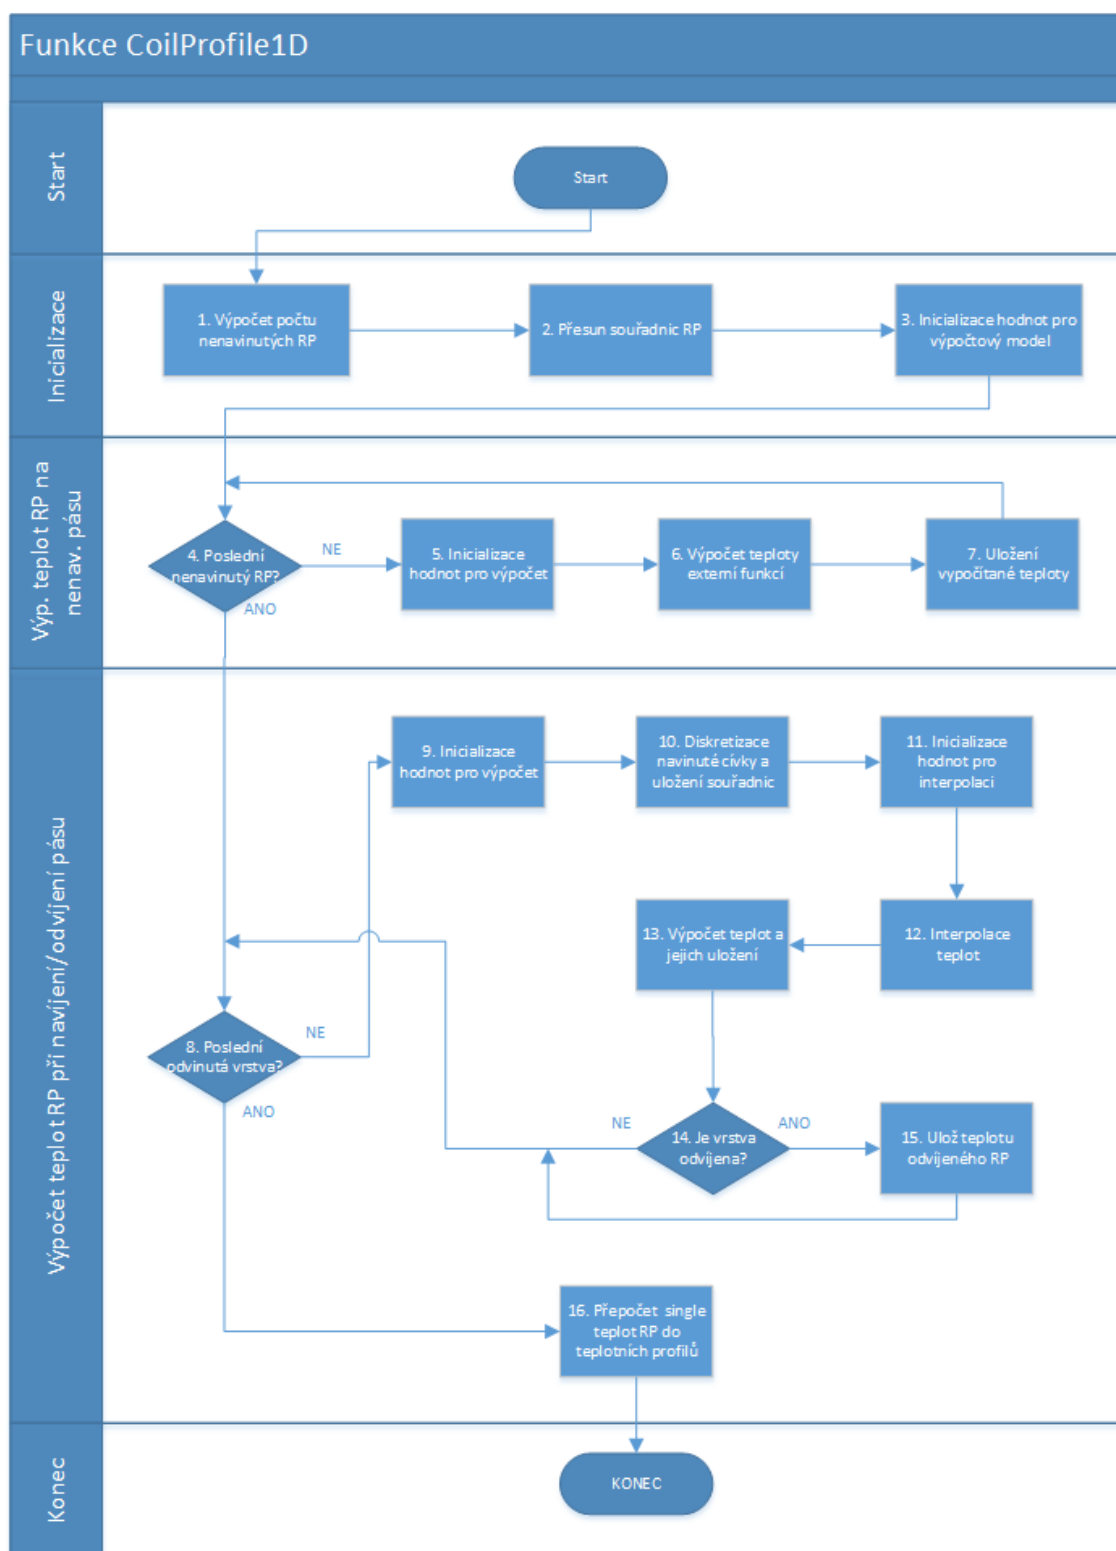 Funkce CoilProfile1D
Start
Start
Inicializace
1. Výpočet počtu
nenavinutých RP
2. Přesun souřadnic RP
3. Inicializace hodnot pro
výpočtový model
Výp. teplot RP na
nenav. pásu
4. Poslední
nenavinutý RP?
NE
ANO
5. Inicializace
hodnot pro výpočet
6. Výpočet teploty
externí funkcí
7. Uložení
vypočítané teploty
Výpočet teplot RP při navíjení/odvíjení pásu
8. Poslední
odvinutá vrstva?
NE
ANO
9. Inicializace
hodnot pro výpočet
10. Diskretizace
navinuté cívky a
uložení souřadnic
11. Inicializace
hodnot pro
interpolaci
12. Interpolace
teplot
13. Výpočet teplot a
jejich uložení
14. Je vrstva
odvíjena?
NE
ANO
15. Ulož teplotu
odvíjeného RP
16. Přepočet single
teplot RP do
teplotních profilů
Konec
KONEC